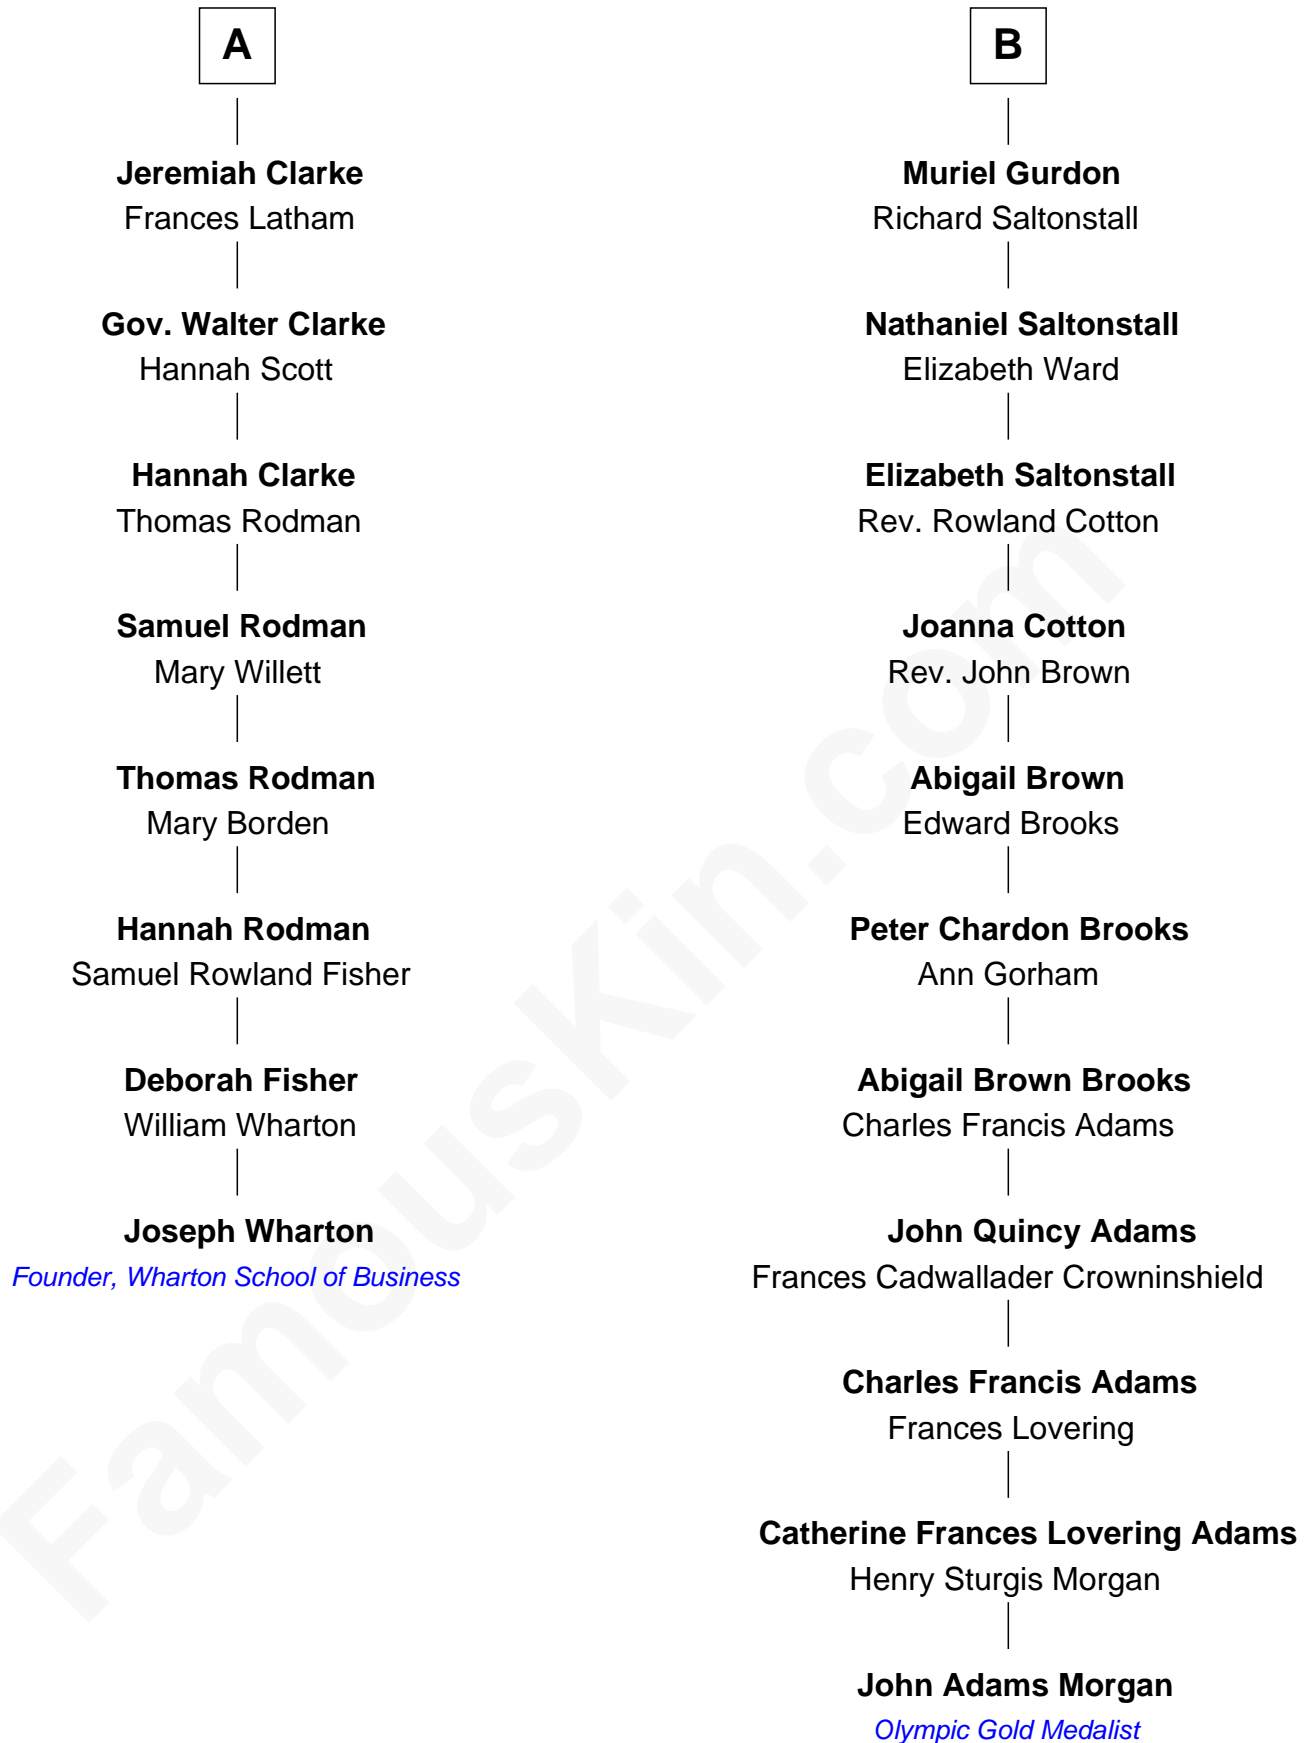 A
Jeremiah Clarke
Frances Latham
Gov. Walter Clarke
Hannah Scott
Hannah Clarke
Thomas Rodman
Samuel Rodman
Mary Willett
Thomas Rodman
Mary Borden
Hannah Rodman
Samuel Rowland Fisher
Deborah Fisher
William Wharton
Joseph Wharton
Founder, Wharton School of Business
B
Muriel Gurdon
Richard Saltonstall
Nathaniel Saltonstall
Elizabeth Ward
Elizabeth Saltonstall
Rev. Rowland Cotton
Joanna Cotton
Rev. John Brown
Abigail Brown
Edward Brooks
Peter Chardon Brooks
Ann Gorham
Abigail Brown Brooks
Charles Francis Adams
John Quincy Adams
Frances Cadwallader Crowninshield
Charles Francis Adams
Frances Lovering
Catherine Frances Lovering Adams
Henry Sturgis Morgan
John Adams Morgan
Olympic Gold Medalist
FamousKin.com